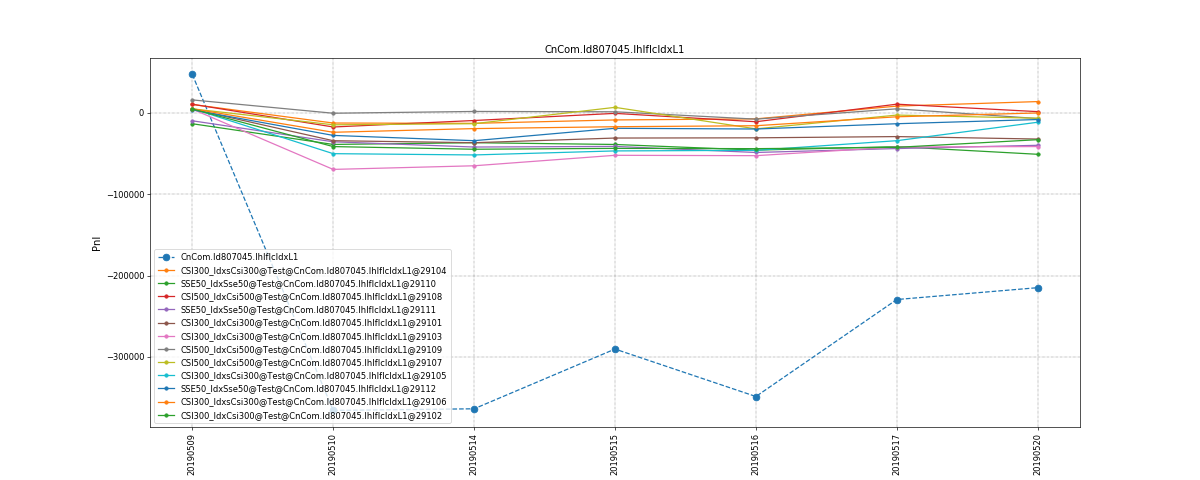 CnCom.Id807045.IhIfIcIdxL1
PnI
0
−100000
−200000
−300000
CnCom.Id807045.IhIfIcIdxL1
CSI300_IdxsCsi300@Test@CnCom.Id807045.IhIfIcIdxL1@29104
SSE50_IdxSse50@Test@CnCom.Id807045.IhIfIcIdxL1@29110
CSI500_IdxCsi500@Test@CnCom.Id807045.IhIfIcIdxL1@29108
SSE50_IdxSse50@Test@CnCom.Id807045.IhIfIcIdxL1@29111
CSI300_IdxCsi300@Test@CnCom.Id807045.IhIfIcIdxL1@29101
CSI300_IdxCsi300@Test@CnCom.Id807045.IhIfIcIdxL1@29103
CSI500_IdxCsi500@Test@CnCom.Id807045.IhIfIcIdxL1@29109
CSI500_IdxCsi500@Test@CnCom.Id807045.IhIfIcIdxL1@29107
CSI300_IdxsCsi300@Test@CnCom.Id807045.IhIfIcIdxL1@29105
SSE50_IdxSse50@Test@CnCom.Id807045.IhIfIcIdxL1@29112
CSI300_IdxsCsi300@Test@CnCom.Id807045.IhIfIcIdxL1@29106
CSI300_IdxCsi300@Test@CnCom.Id807045.IhIfIcIdxL1@29102
20190509
20190510
20190514
20190515
20190516
20190517
20190520